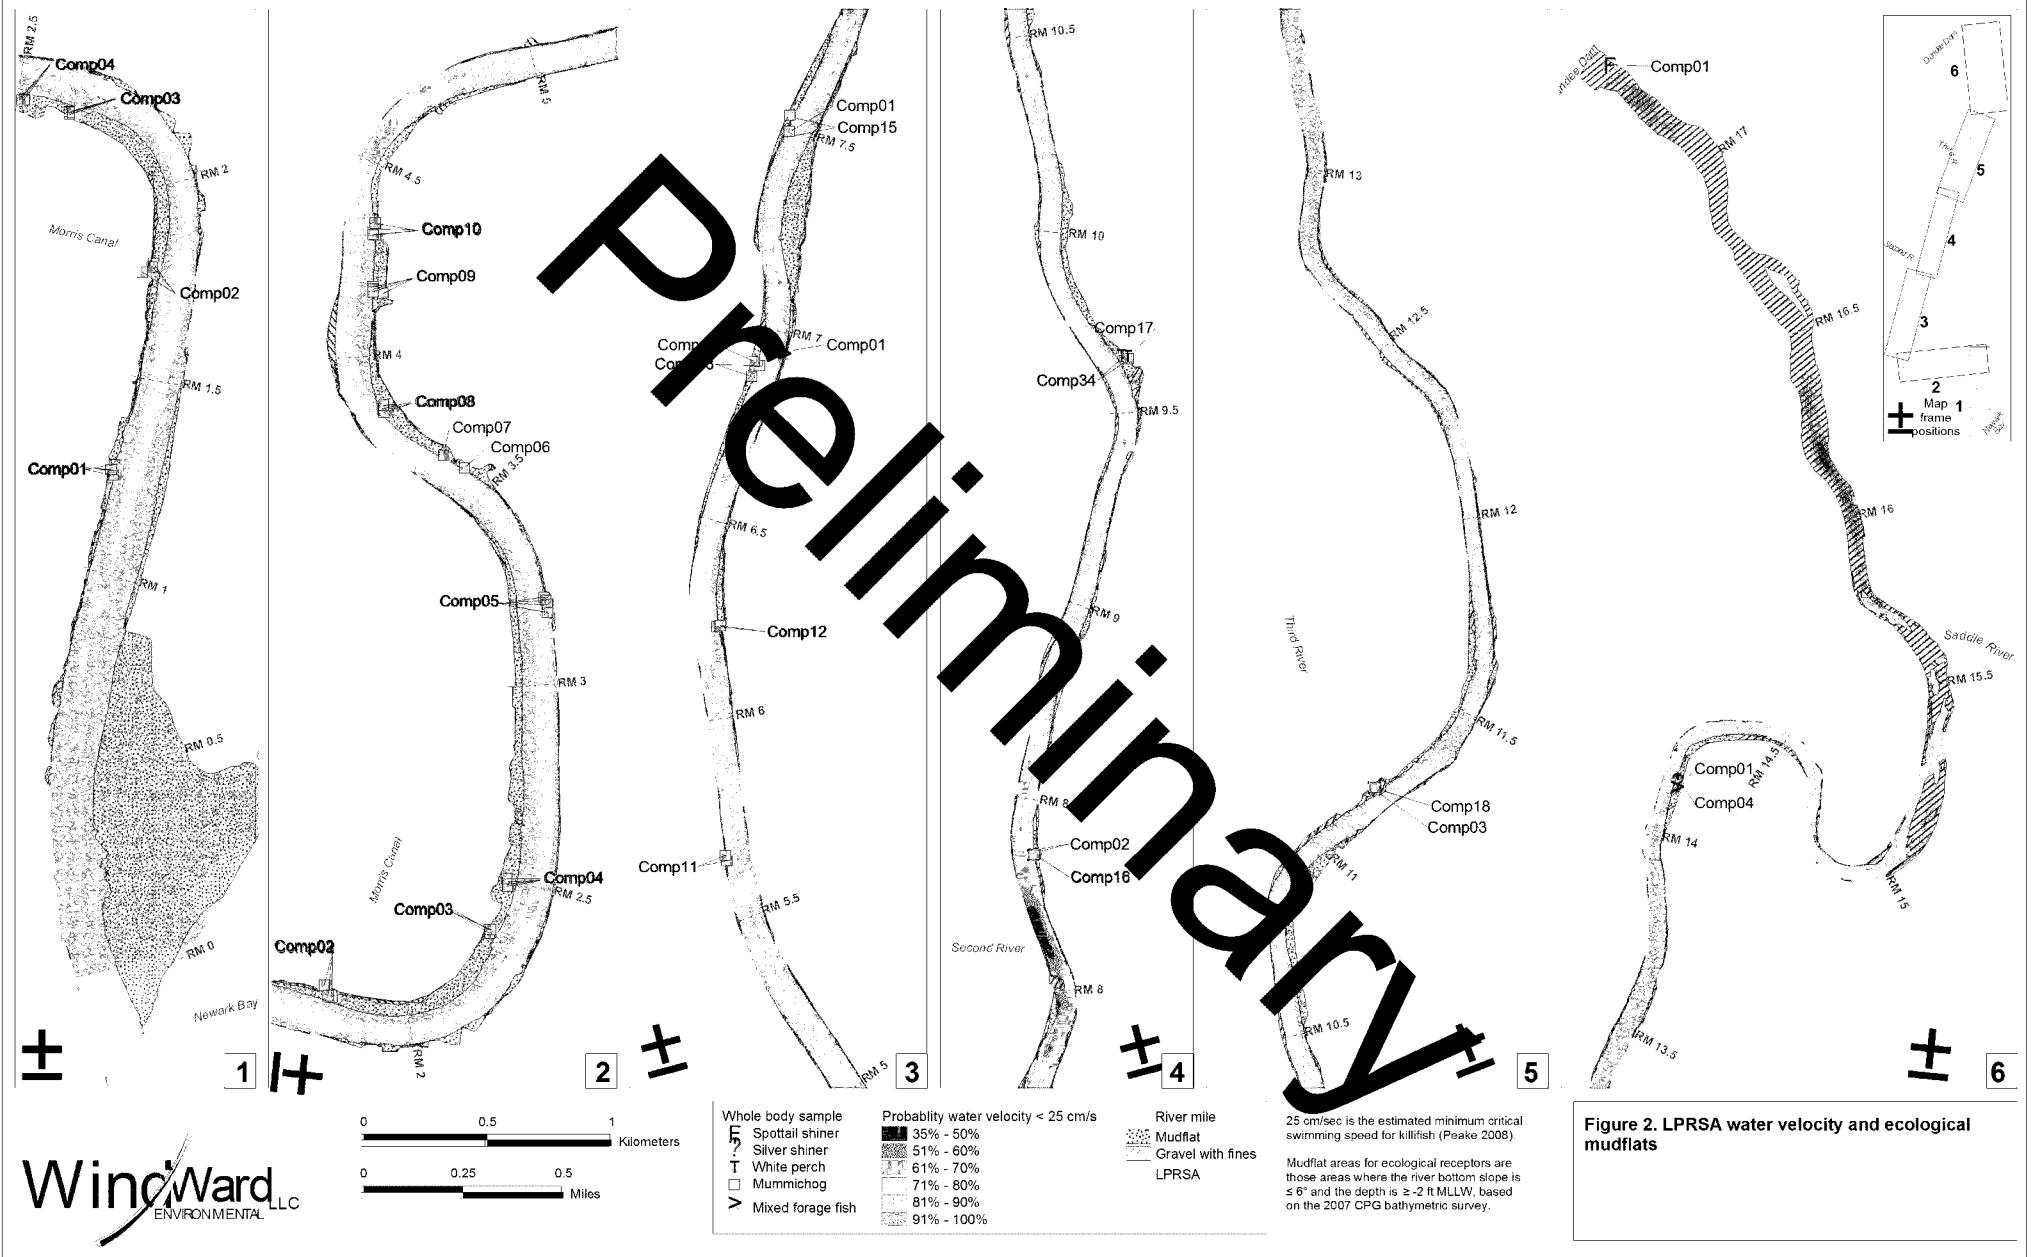 RM 2.5
Comp04
Comp03
RM 2
Morris Canal
Comp02
RM 1.5
Comp01
RM 1
RM 0.5
RM 0
Newark Bay
1
RM 5
RM 4.5
Comp10
Comp09
RM 4
Comp08
Comp07
Comp06
RM 3.5
Comp05
RM 3
Morris Canal
Comp04
RM 2.5
Comp03
Comp02
RM 2
2
Comp01
Comp15
RM 7.5
RM 7
Comp01
RM 6.5
Comp12
RM 6
Comp11
RM 5.5
RM 5
3
RM 10.5
RM 10
Comp17
Comp34
RM 9.5
RM 9
RM 8
Comp02
Comp16
Second River
RM 8
4
RM 13
RM 12.5
RM 12
Third River
RM 11.5
Comp18
Comp03
RM 11
RM 10.5
5
F
Comp01
RM 17
RM 16.5
RM 16
Saddle River
RM 15.5
Comp01
RM 14.5
Comp04
RM 14
RM 15
RM 13.5
6
Dundee Dam
6
5
4
Second R.
3
2
1
Map
frame
positions
Newark
Bay
Preliminary
WindWard LLC
ENVIRONMENTAL
0 0.5 1
Kilometers
0 0.25 0.5
Miles
Whole body sample
F Spottail shiner
? Silver shiner
T White perch
Mummichog
> Mixed forage fish
Probablity water velocity < 25 cm/s
35% - 50%
51% - 60%
61% - 70%
71% - 80%
81% - 90%
91% - 100%
River mile
Mudflat
Gravel with fines
LPRSA
25 cm/sec is the estimated minimum critical
swimming speed for killifish (Peake 2008).
Mudflat areas for ecological receptors are
those areas where the river bottom slope is
≤ 6° and the depth is ≥ -2 ft MLLW, based
on the 2007 CPG bathymetric survey.
Figure 2. LPRSA water velocity and ecological
mudflats